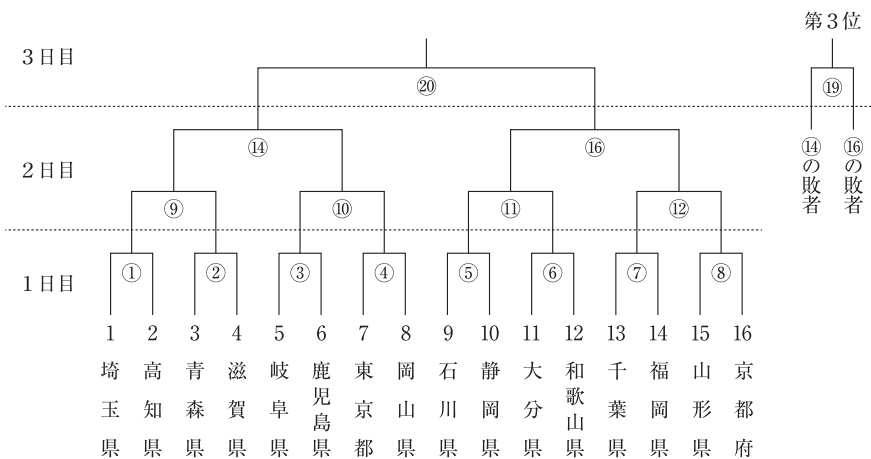 第３位
３日目
⑳
⑲
⑭の敗者
⑯の敗者
２日目
⑭
⑯
⑨
⑩
⑪
⑫
１日目
①
②
③
④
⑤
⑥
⑦
⑧
1 埼玉県
2 高知県
3 青森県
4 滋賀県
5 岐阜県
6 鹿児島県
7 東京都
8 岡山県
9 石川県
10 静岡県
11 大分県
12 和歌山県
13 千葉県
14 福岡県
15 山形県
16 京都府